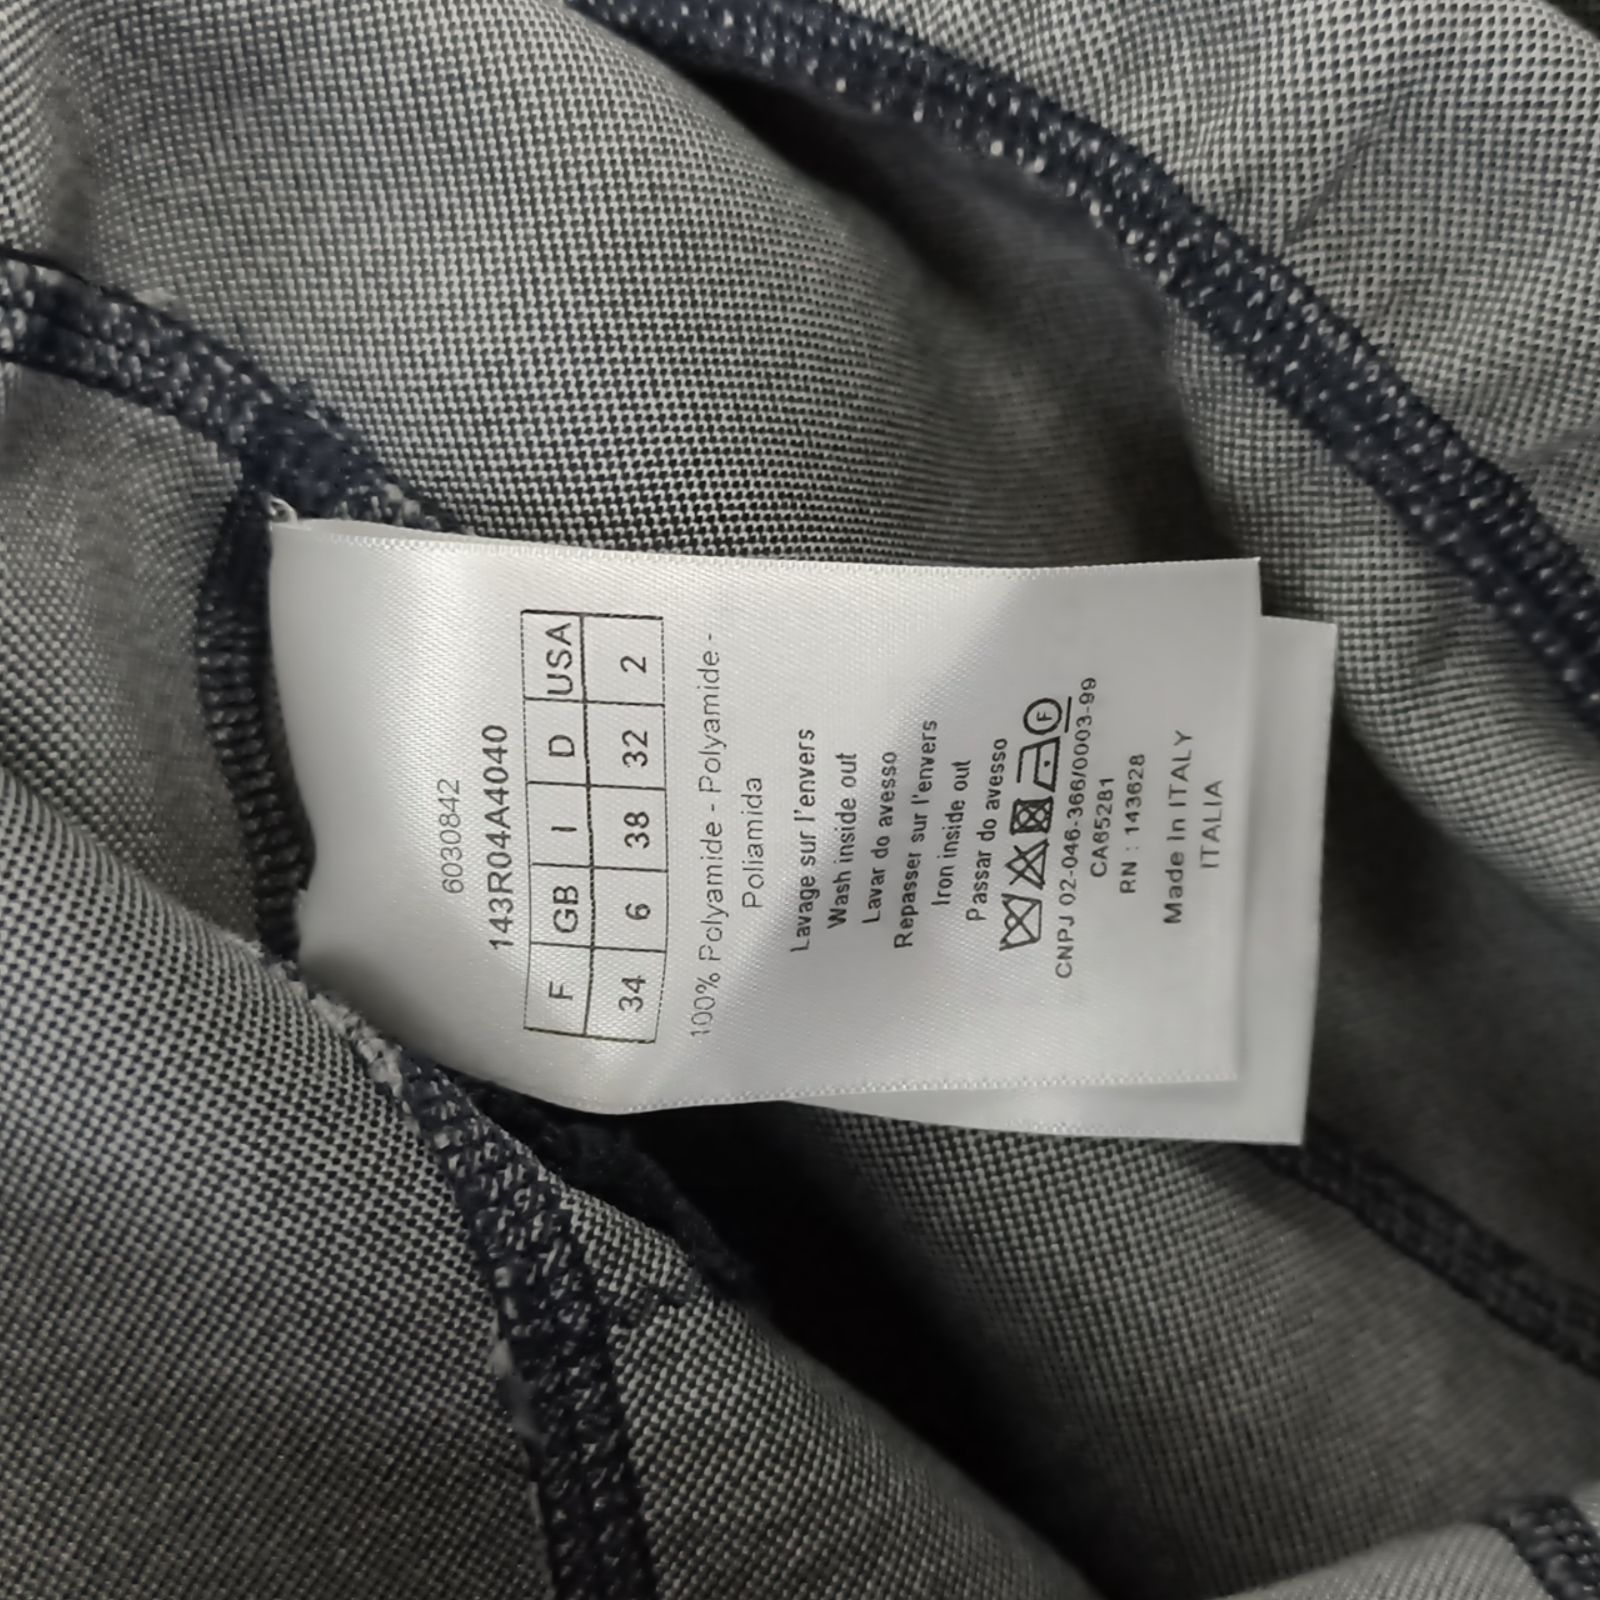 6030842
143R04A4040
F GB I D USA
34 6 38 32 2
100% Polyamide - Polyamide -
Poliamida
Lavage sur l'envers
Wash inside out
Lavar do avesso
Repasser sur l'envers
Iron inside out
Passar do avesso
F
CNPJ 02-046-366/0003-99
CA65281
RN : 143628
Made In ITALY
ITALIA